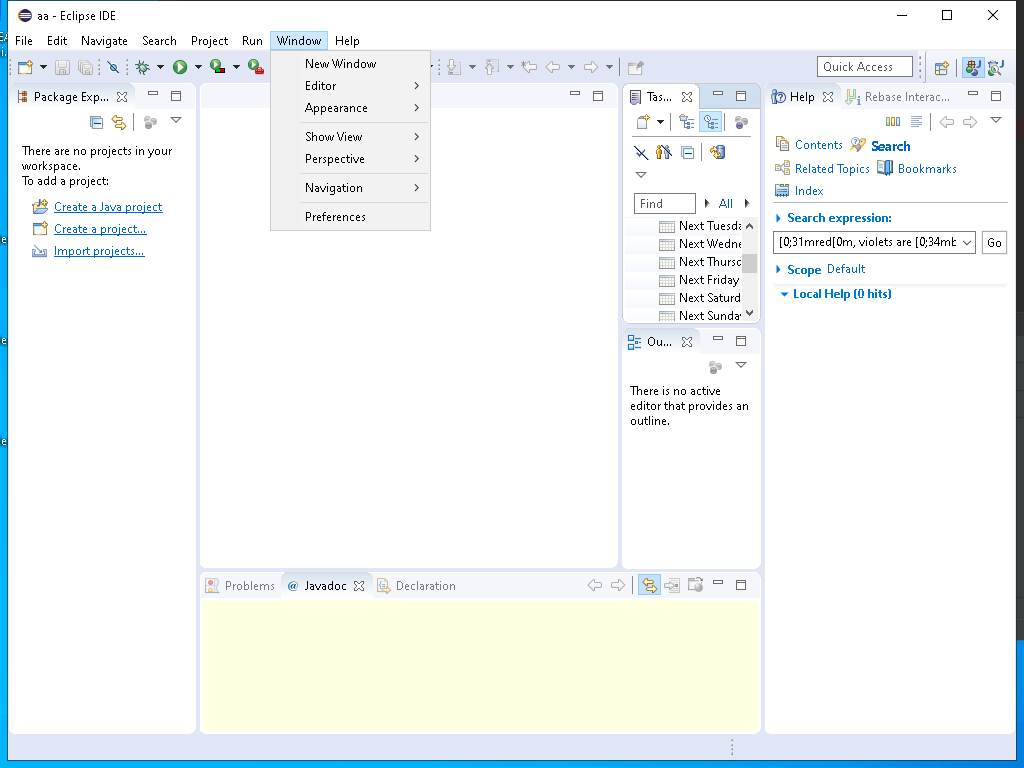 aa - Eclipse IDE
File Edit Navigate Search Project Run Window Help
Quick Access
New Window
Editor
Appearance
Show View
Perspective
Navigation
Preferences
Package Exp...
There are no projects in your
workspace.
To add a project:
Create a Java project
Create a project...
Import projects...
Tas...
Find
All
Next Tuesda
Next Wedne
Next Thursd
Next Friday
Next Saturd
Next Sunda
Ou...
There is no active
editor that provides an
outline.
Help
Rebase Interac...
Contents
Search
Related Topics
Bookmarks
Index
Search expression:
[0;31mred[0m, violets are [0;34mb
Go
Scope Default
Local Help (0 hits)
Problems
@ Javadoc
Declaration